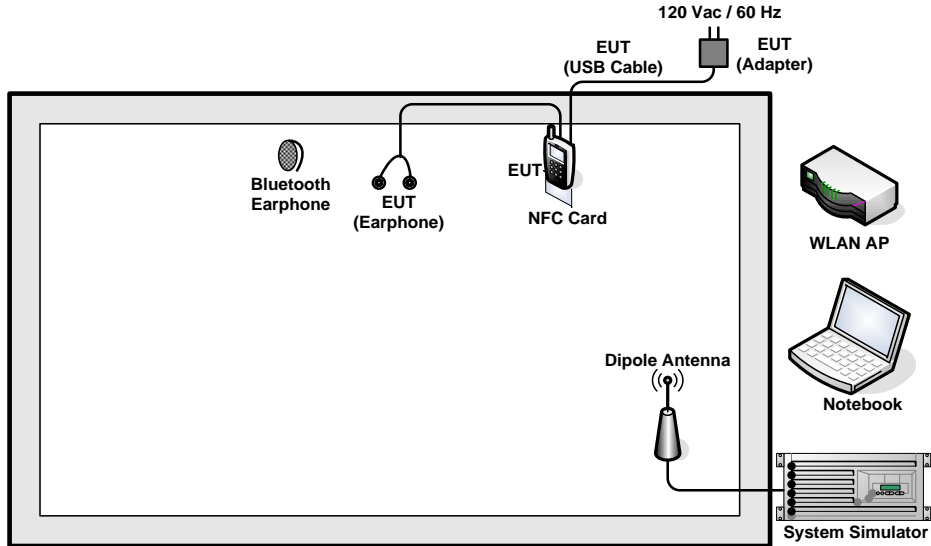 120 Vac / 60 Hz
EUT
(USB Cable)
EUT
(Adapter)
Bluetooth
Earphone
EUT
(Earphone)
EUT
NFC Card
WLAN AP
Dipole Antenna
Notebook
System Simulator